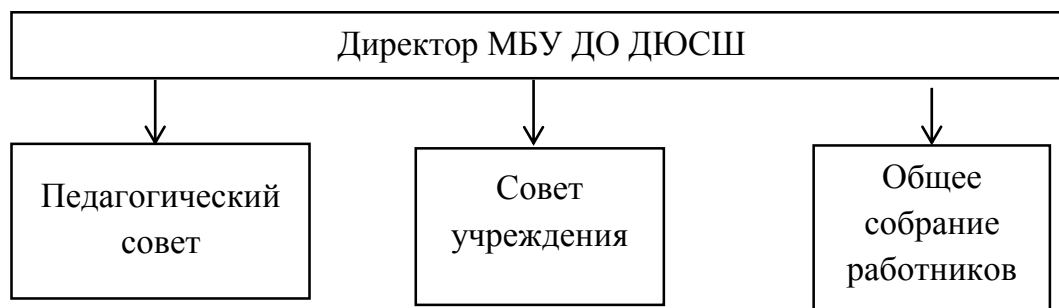 Директор МБУ ДО ДЮСШ
Педагогический
совет
Совет
учреждения
Общее
собрание
работников